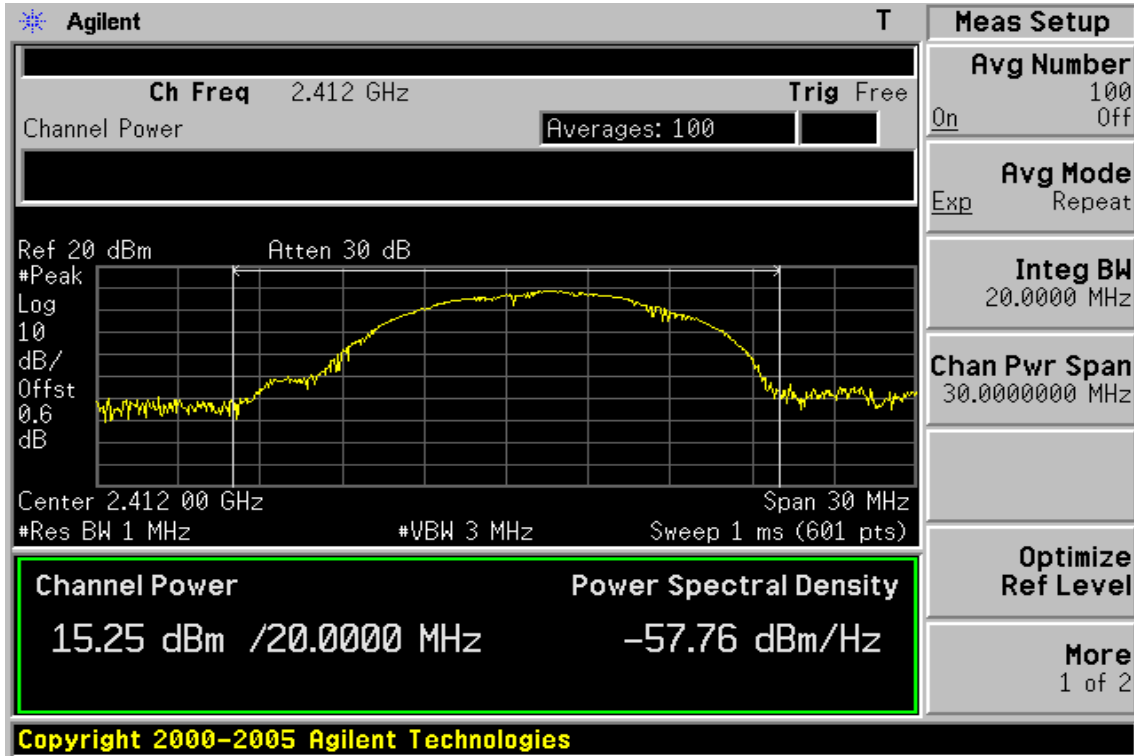 Agilent T
Ch Freq 2.412 GHz Trig Free
Channel Power Averages: 100
Ref 20 dBm Atten 30 dB
#Peak
Log
10
dB/
Offst
0.6
dB
Center 2.412 00 GHz Span 30 MHz
#Res BW 1 MHz #VBW 3 MHz Sweep 1 ms (601 pts)
Channel Power Power Spectral Density
15.25 dBm /20.0000 MHz -57.76 dBm/Hz
Copyright 2000-2005 Agilent Technologies
Meas Setup
Avg Number
100
On Off
Avg Mode
Exp Repeat
Integ BW
20.0000 MHz
Chan Pwr Span
30.0000000 MHz
Optimize
Ref Level
More
1 of 2